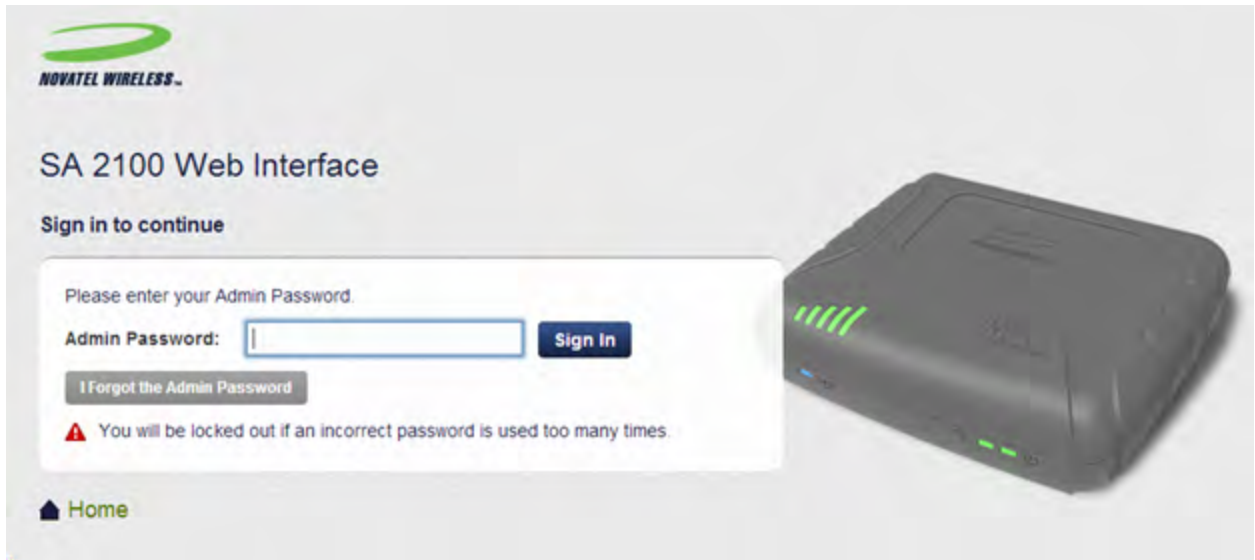 NOVATEL WIRELESS™
SA 2100 Web Interface
Sign in to continue
Please enter your Admin Password.
Admin Password: Sign In
I Forgot the Admin Password
You will be locked out if an incorrect password is used too many times.
Home